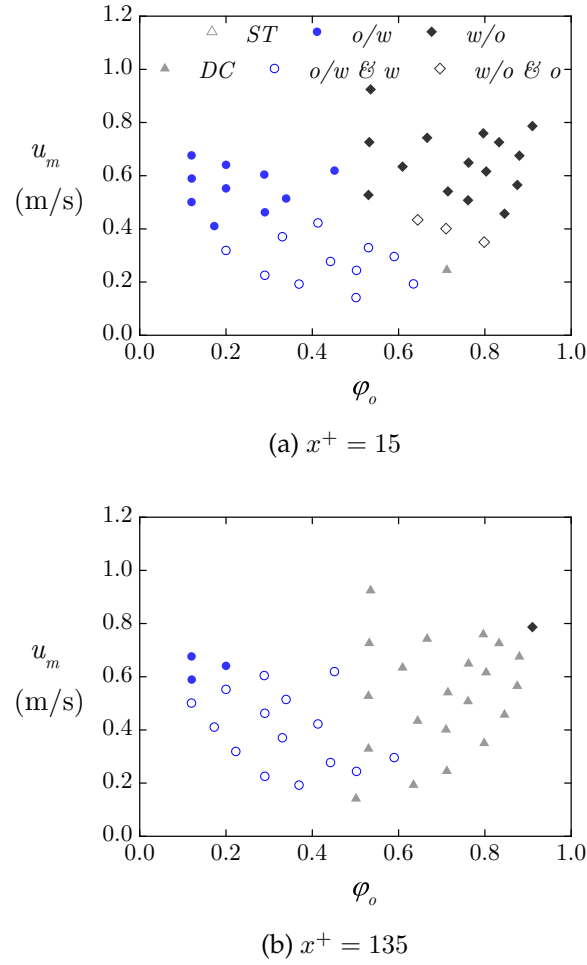 1.2
ST o/w w/o
1.0
DC o/w & w w/o & o
0.8
u_m
0.6
(m/s)
0.4
0.2
0.0
0.0 0.2 0.4 0.6 0.8 1.0
φ_o
(a) x⁺ = 15
1.2
1.0
0.8
u_m
0.6
(m/s)
0.4
0.2
0.0
0.0 0.2 0.4 0.6 0.8 1.0
φ_o
(b) x⁺ = 135